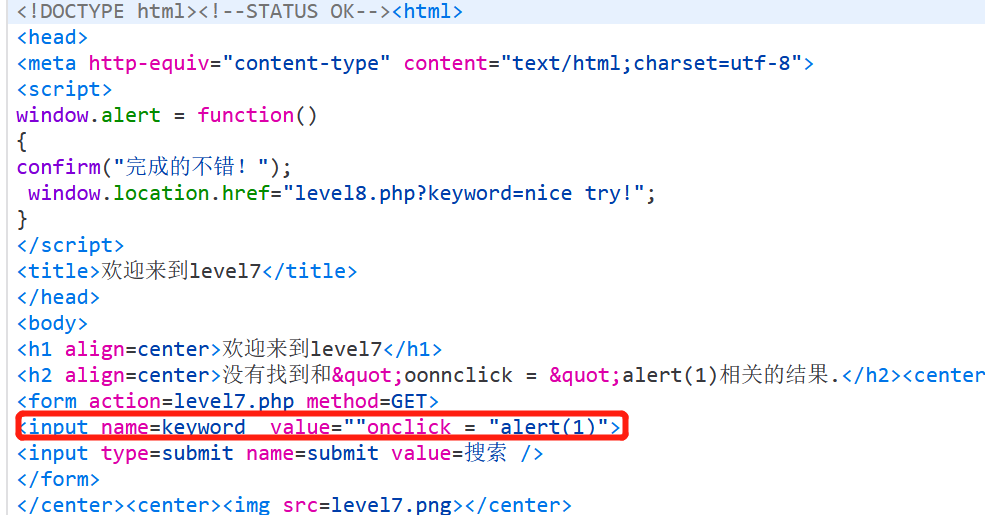 <!DOCTYPE html><!--STATUS OK--><html>
<head>
<meta http-equiv="content-type" content="text/html;charset=utf-8">
<script>
window.alert = function()
{
confirm("完成的不错！");
 window.location.href="level8.php?keyword=nice try!";
}
</script>
<title>欢迎来到level7</title>
</head>
<body>
<h1 align=center>欢迎来到level7</h1>
<h2 align=center>没有找到和&quot;oonnclick = &quot;alert(1)相关的结果.</h2><center
<form action=level7.php method=GET>
<input name=keyword  value=""onclick = "alert(1)">
<input type=submit name=submit value=搜索 />
</form>
</center><center><img src=level7.png></center>